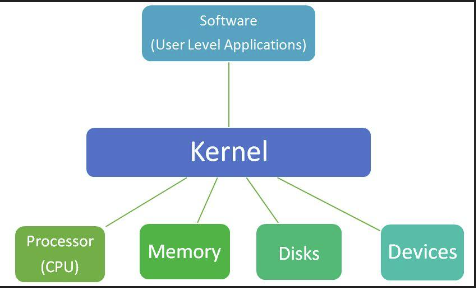 Software
(User Level Applications)
Kernel
Processor
(CPU)
Memory
Disks
Devices